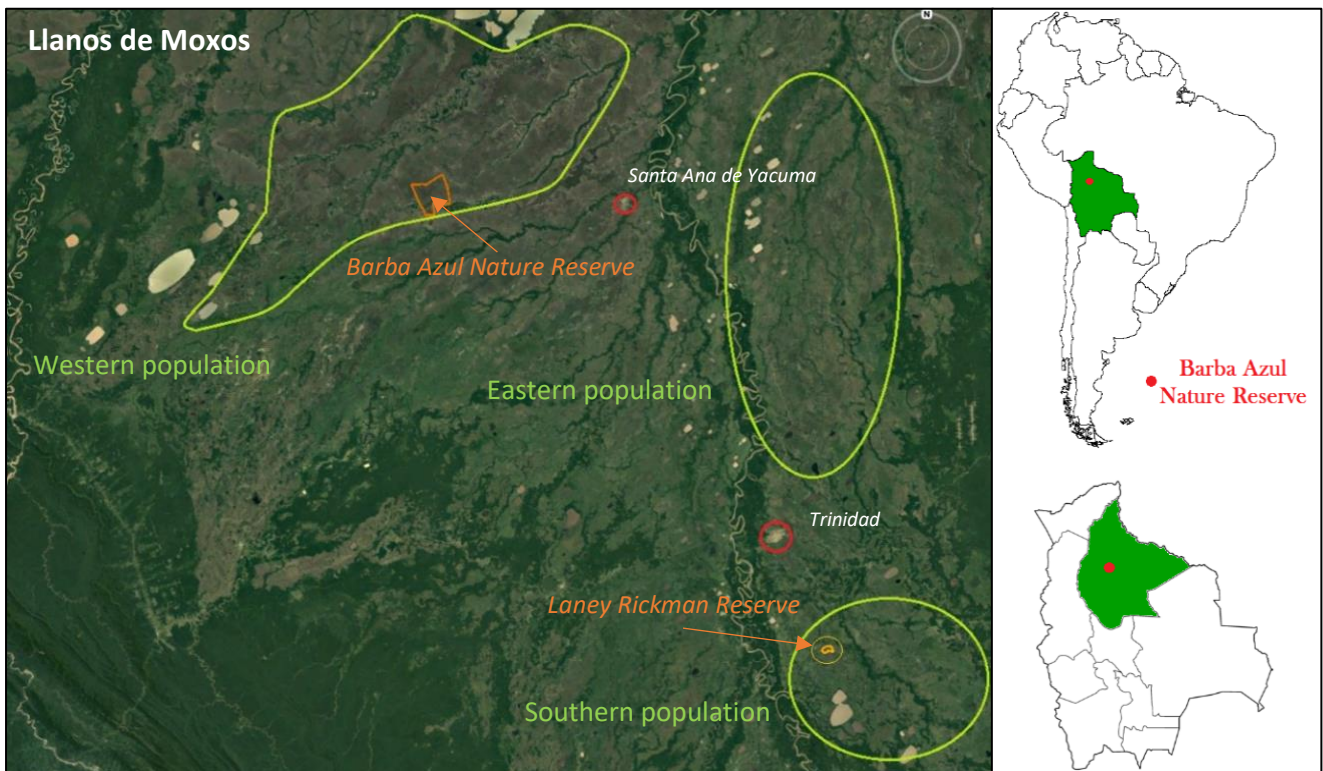 Llanos de Moxos
N
Santa Ana de Yacuma
Barba Azul Nature Reserve
Western population
Eastern population
Trinidad
Laney Rickman Reserve
Southern population
Barba Azul
Nature Reserve